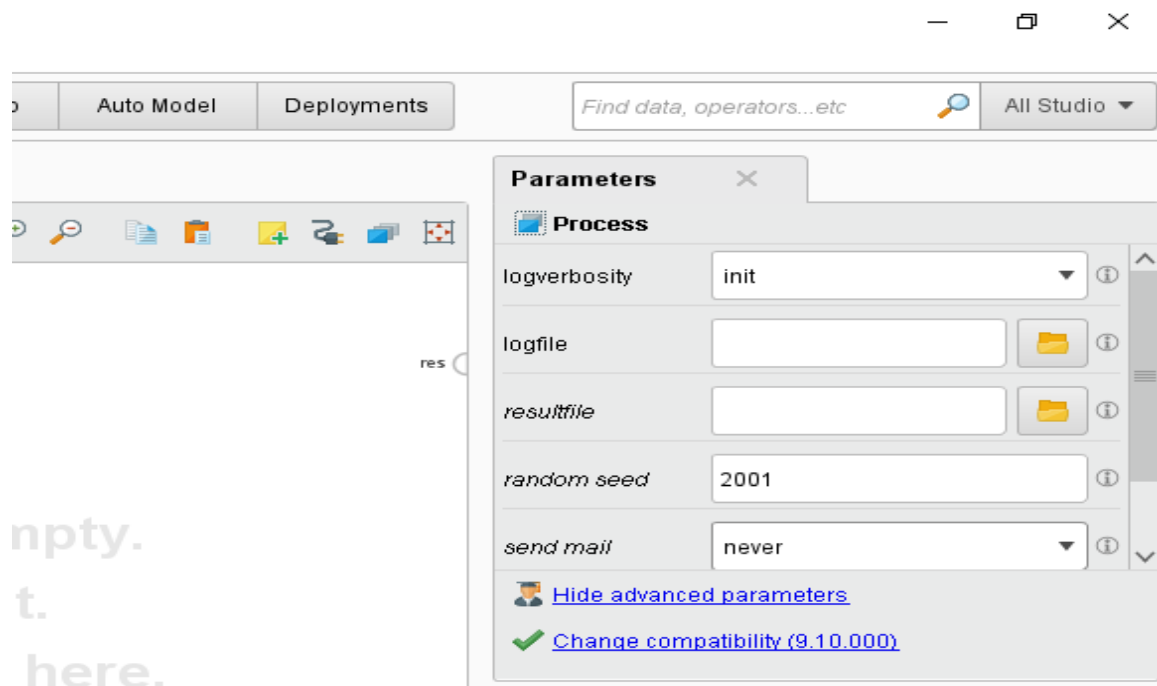 Auto Model
Deployments
Find data, operators...etc
All Studio
Parameters
Process
logverbosity
init
logfile
res
resultfile
random seed
2001
send mail
never
mpty.
t.
here.
Hide advanced parameters
Change compatibility (9.10.000)